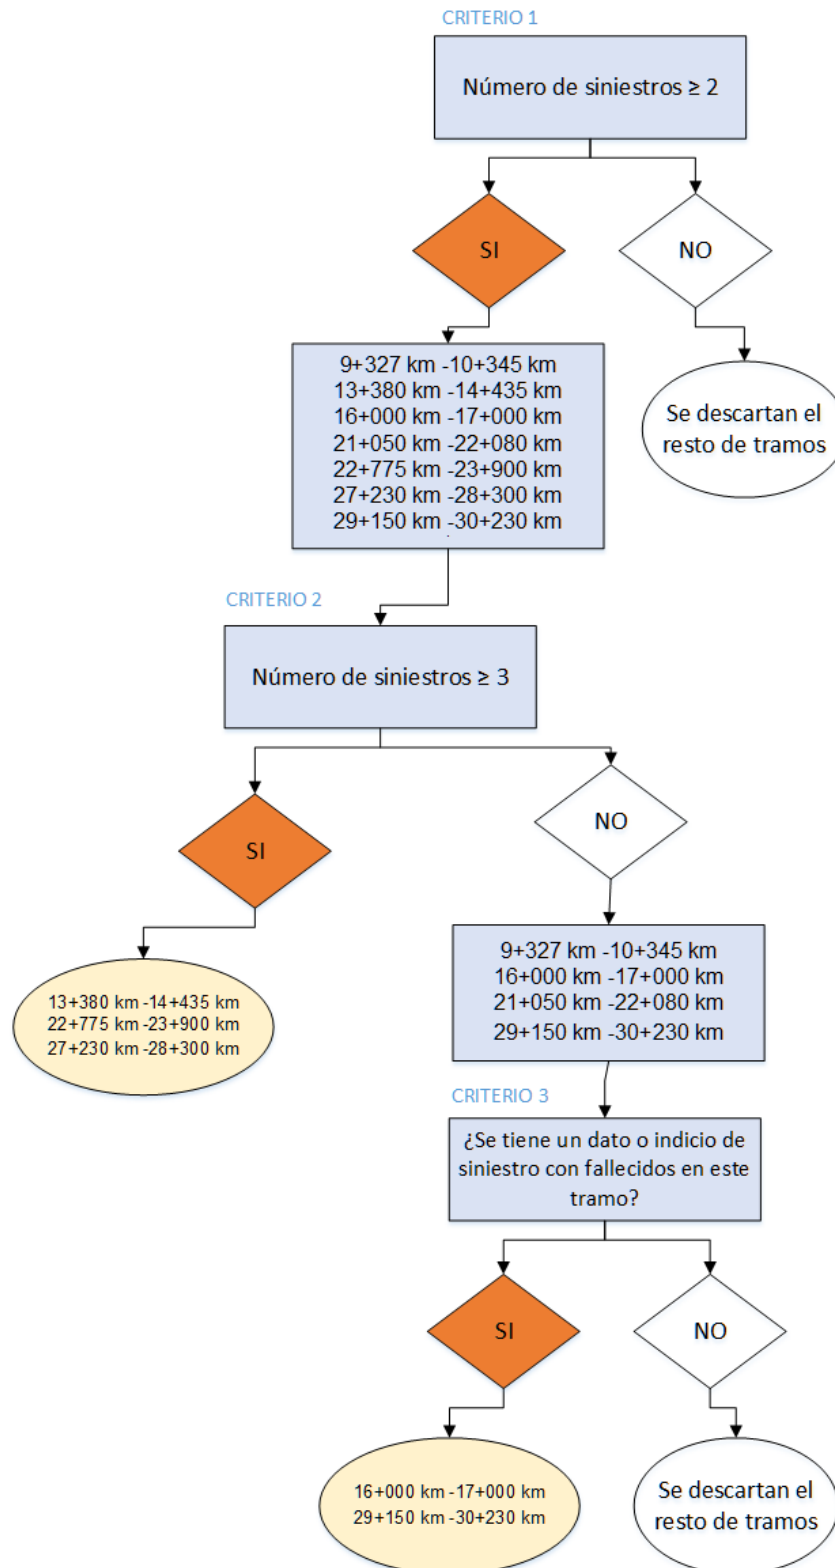 CRITERIO 1
Número de siniestros ≥ 2
SI
NO
9+327 km -10+345 km
13+380 km -14+435 km
16+000 km -17+000 km
21+050 km -22+080 km
22+775 km -23+900 km
27+230 km -28+300 km
29+150 km -30+230 km
Se descartan el
resto de tramos
CRITERIO 2
Número de siniestros ≥ 3
SI
NO
13+380 km -14+435 km
22+775 km -23+900 km
27+230 km -28+300 km
9+327 km -10+345 km
16+000 km -17+000 km
21+050 km -22+080 km
29+150 km -30+230 km
CRITERIO 3
¿Se tiene un dato o indicio de
siniestro con fallecidos en este
tramo?
SI
NO
16+000 km -17+000 km
29+150 km -30+230 km
Se descartan el
resto de tramos